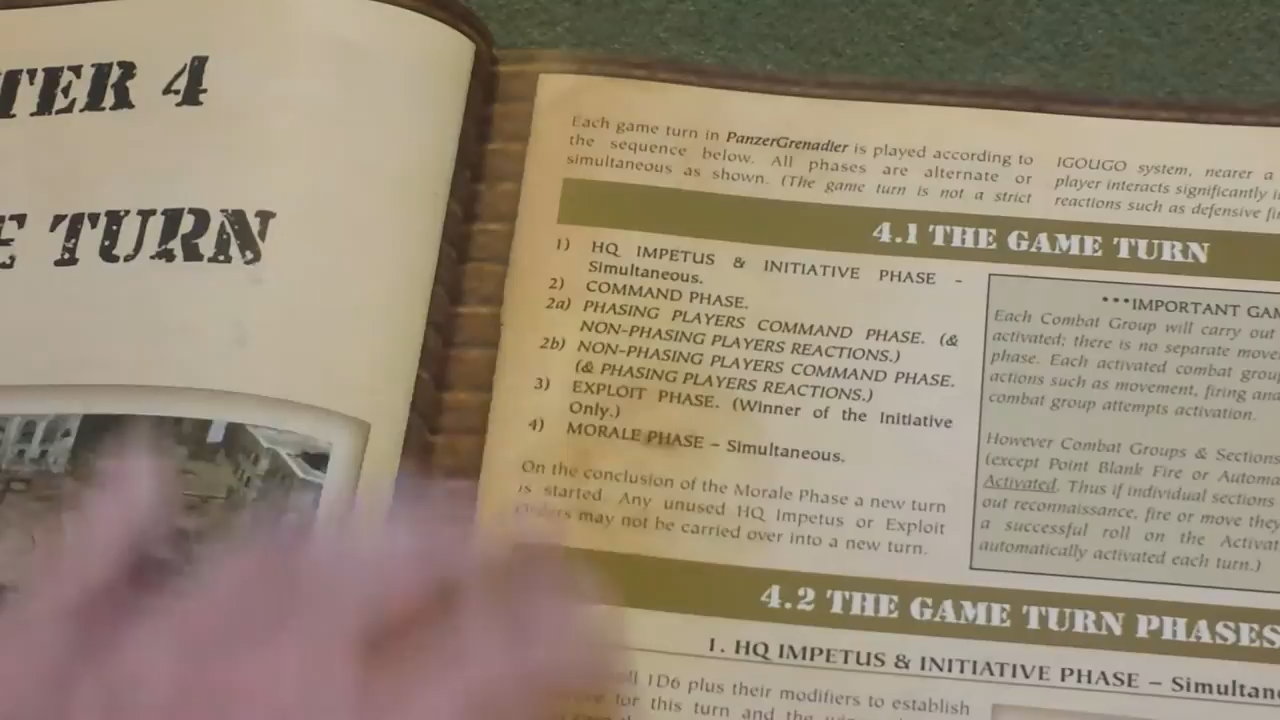 TER 4
E TURN
Each game turn in PanzerGrenadier is played according to
the sequence below. All phases are alternate or
simultaneous as shown. (The game turn is not a strict
IGOUGO system, nearer a
player interacts significantly
reactions such as defensive
4.1 THE GAME TURN
1) HQ IMPETUS & INITIATIVE PHASE -
Simultaneous.
2) COMMAND PHASE.
2a) PHASING PLAYERS COMMAND PHASE. (&
NON-PHASING PLAYERS REACTIONS.)
2b) NON-PHASING PLAYERS COMMAND PHASE.
(& PHASING PLAYERS REACTIONS.)
3) EXPLOIT PHASE. (Winner of the Initiative
Only.)
4) MORALE PHASE – Simultaneous.
On the conclusion of the Morale Phase a new turn
is started. Any unused HQ Impetus or Exploit
Orders may not be carried over into a new turn.
***IMPORTANT GAM
Each Combat Group will carry out
activated; there is no separate move
phase. Each activated combat grou
actions such as movement, firing and
combat group attempts activation.
However Combat Groups & Sections
(except Point Blank Fire or Automa
Activated. Thus if individual sections
out reconnaissance, fire or move they
a successful roll on the Activat
automatically activated each turn.)
4.2 THE GAME TURN PHASES
1. HQ IMPETUS & INITIATIVE PHASE – Simultane
1D6 plus their modifiers to establish
for this turn and the